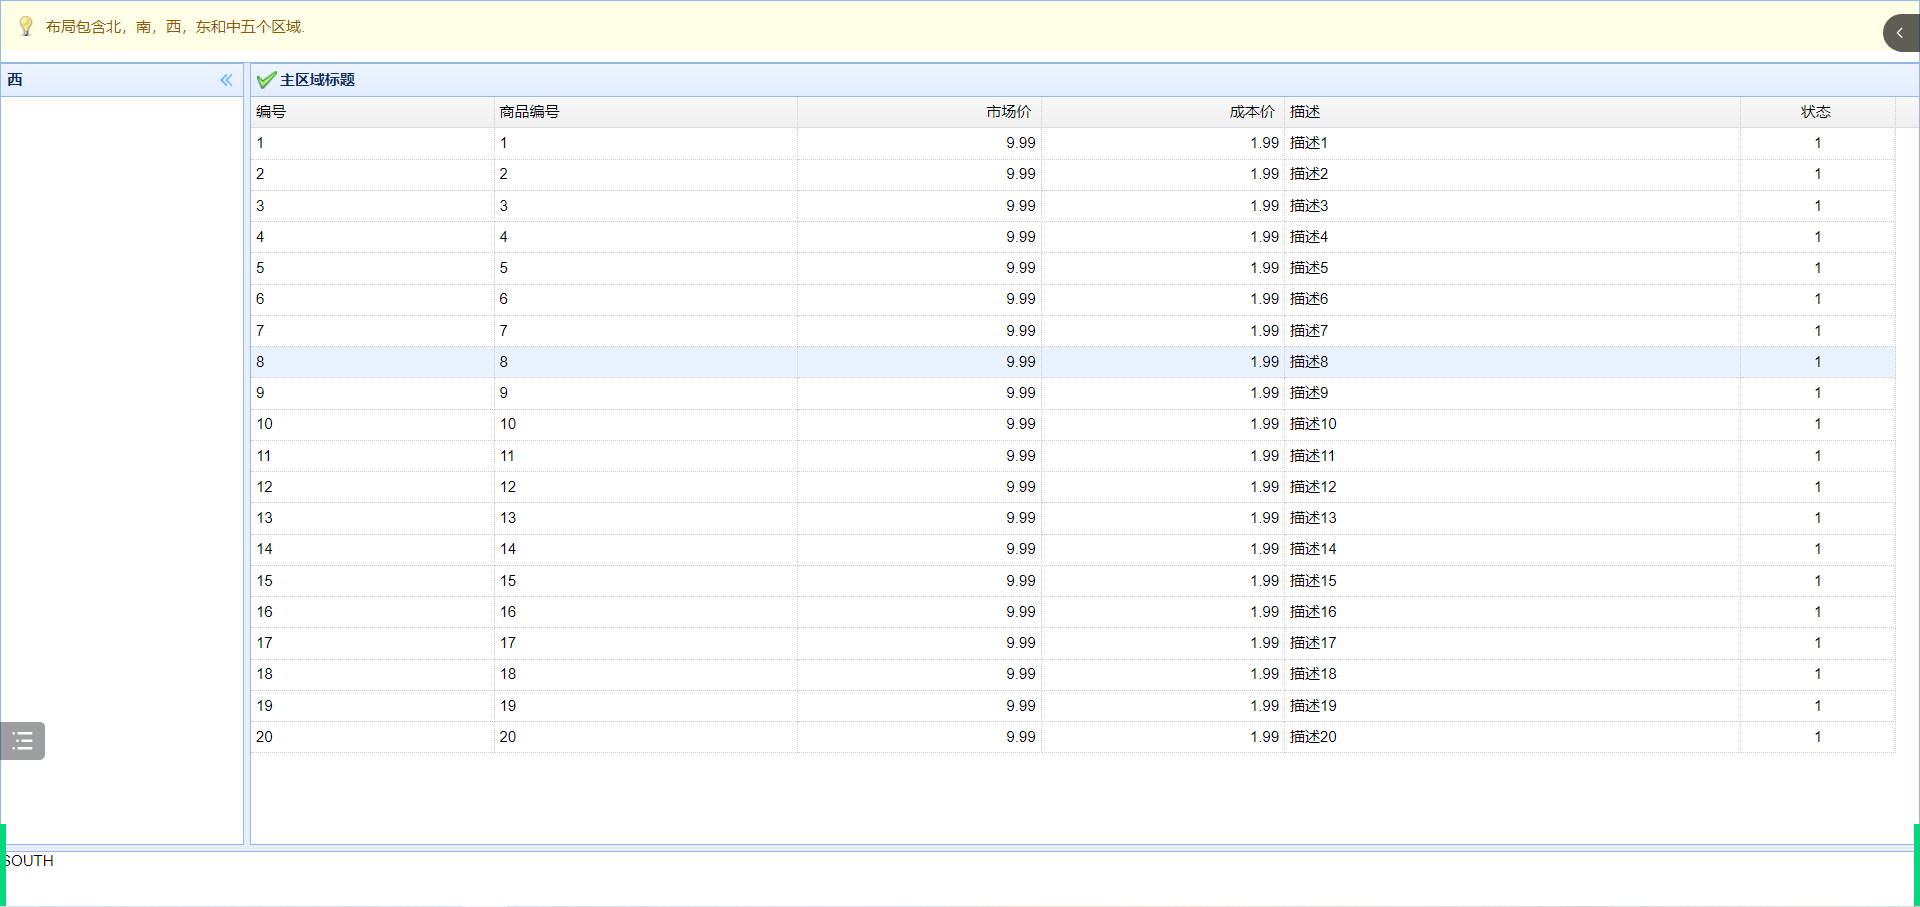 布局包含北，南，西，东和中五个区域.
西
主区域标题
编号 商品编号 市场价 成本价 描述 状态
1 1 9.99 1.99 描述1 1
2 2 9.99 1.99 描述2 1
3 3 9.99 1.99 描述3 1
4 4 9.99 1.99 描述4 1
5 5 9.99 1.99 描述5 1
6 6 9.99 1.99 描述6 1
7 7 9.99 1.99 描述7 1
8 8 9.99 1.99 描述8 1
9 9 9.99 1.99 描述9 1
10 10 9.99 1.99 描述10 1
11 11 9.99 1.99 描述11 1
12 12 9.99 1.99 描述12 1
13 13 9.99 1.99 描述13 1
14 14 9.99 1.99 描述14 1
15 15 9.99 1.99 描述15 1
16 16 9.99 1.99 描述16 1
17 17 9.99 1.99 描述17 1
18 18 9.99 1.99 描述18 1
19 19 9.99 1.99 描述19 1
20 20 9.99 1.99 描述20 1
SOUTH